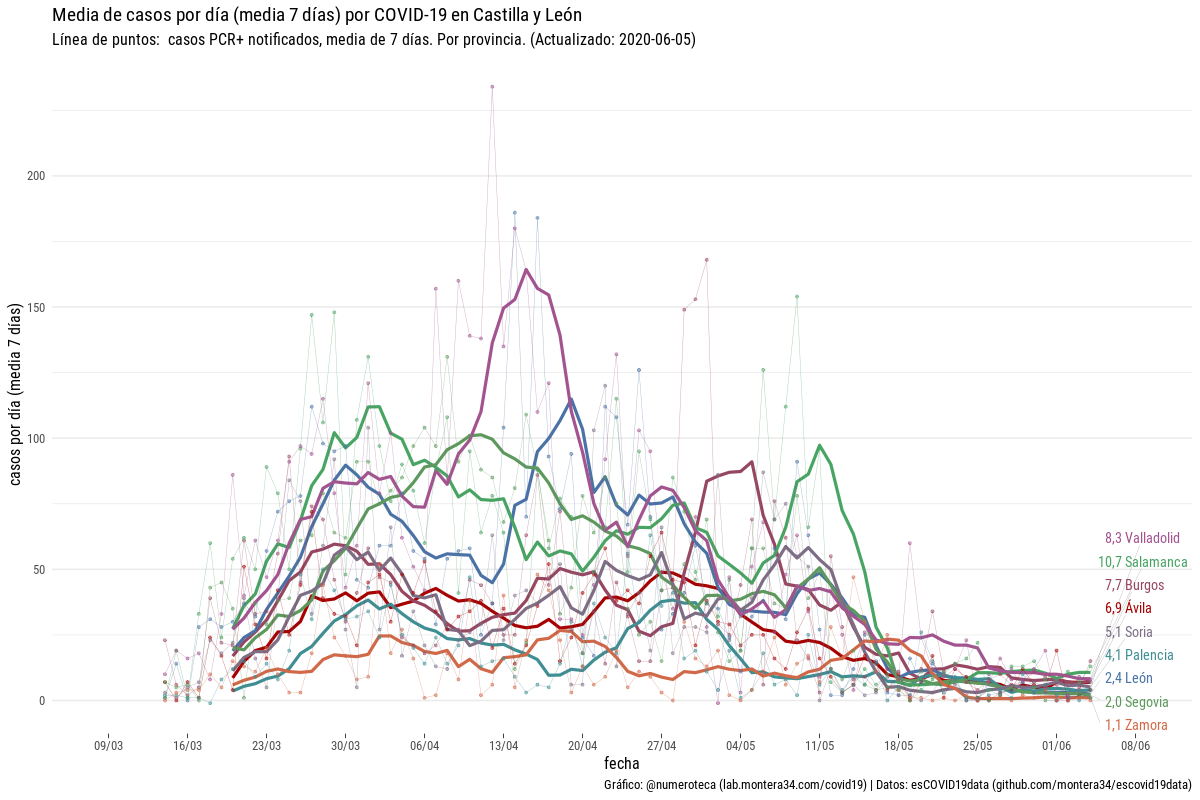 Media de casos por día (media 7 días) por COVID-19 en Castilla y León
Línea de puntos:  casos PCR+ notificados, media de 7 días. Por provincia. (Actualizado: 2020-06-05)
casos por día (media 7 días)
200
150
100
50
0
8,3 Valladolid
10,7 Salamanca
7,7 Burgos
6,9 Ávila
5,1 Soria
4,1 Palencia
2,4 León
2,0 Segovia
1,1 Zamora
09/03 16/03 23/03 30/03 06/04 13/04 20/04 27/04 04/05 11/05 18/05 25/05 01/06 08/06
fecha
Gráfico: @numeroteca (lab.montera34.com/covid19) | Datos: esCOVID19data (github.com/montera34/escovid19data)